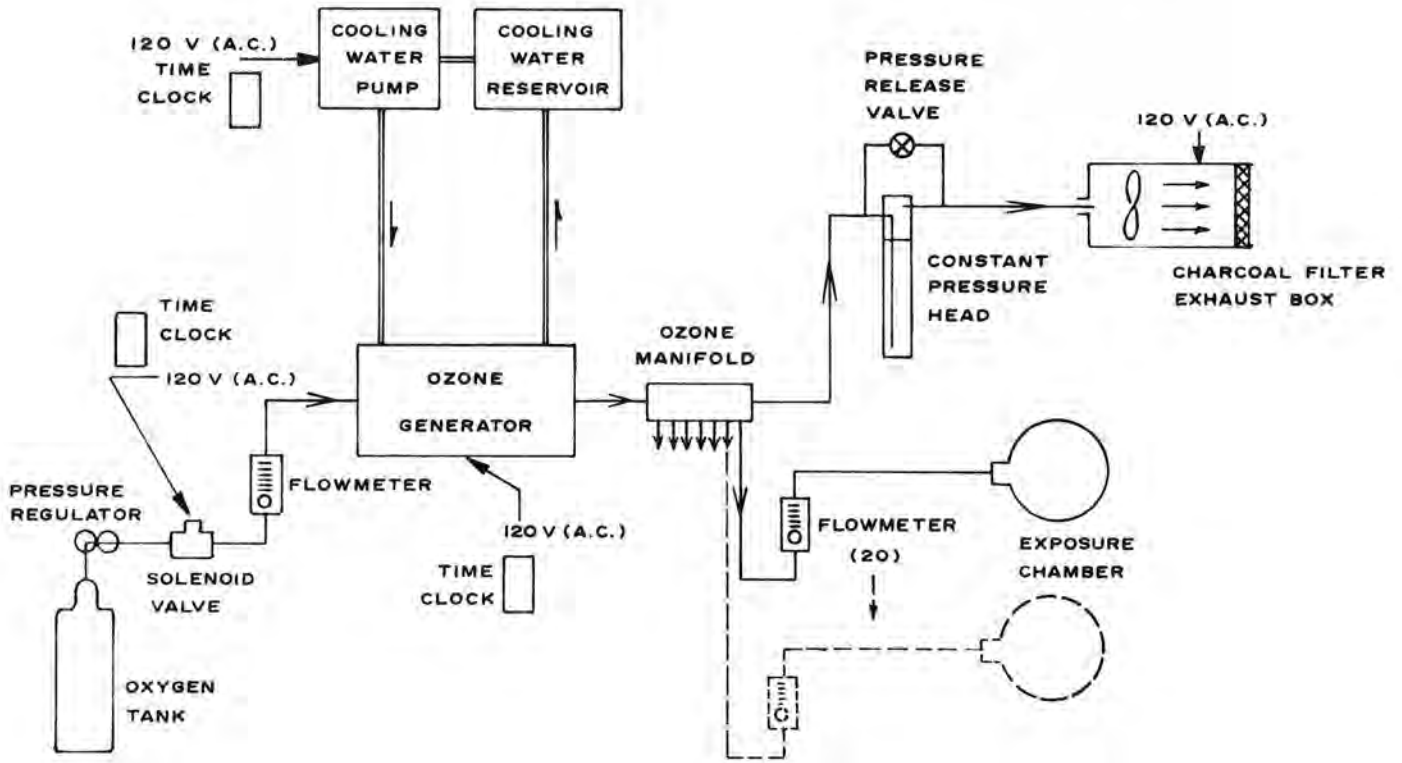 120 V (A.C.)
TIME
CLOCK
COOLING
WATER
PUMP
COOLING
WATER
RESERVOIR
PRESSURE
RELEASE
VALVE
120 V (A.C.)
CONSTANT
PRESSURE
HEAD
CHARCOAL FILTER
EXHAUST BOX
TIME
CLOCK
120 V (A.C.)
OZONE
GENERATOR
OZONE
MANIFOLD
FLOWMETER
PRESSURE
REGULATOR
SOLENOID
VALVE
120 V (A.C.)
TIME
CLOCK
FLOWMETER
(20)
EXPOSURE
CHAMBER
OXYGEN
TANK